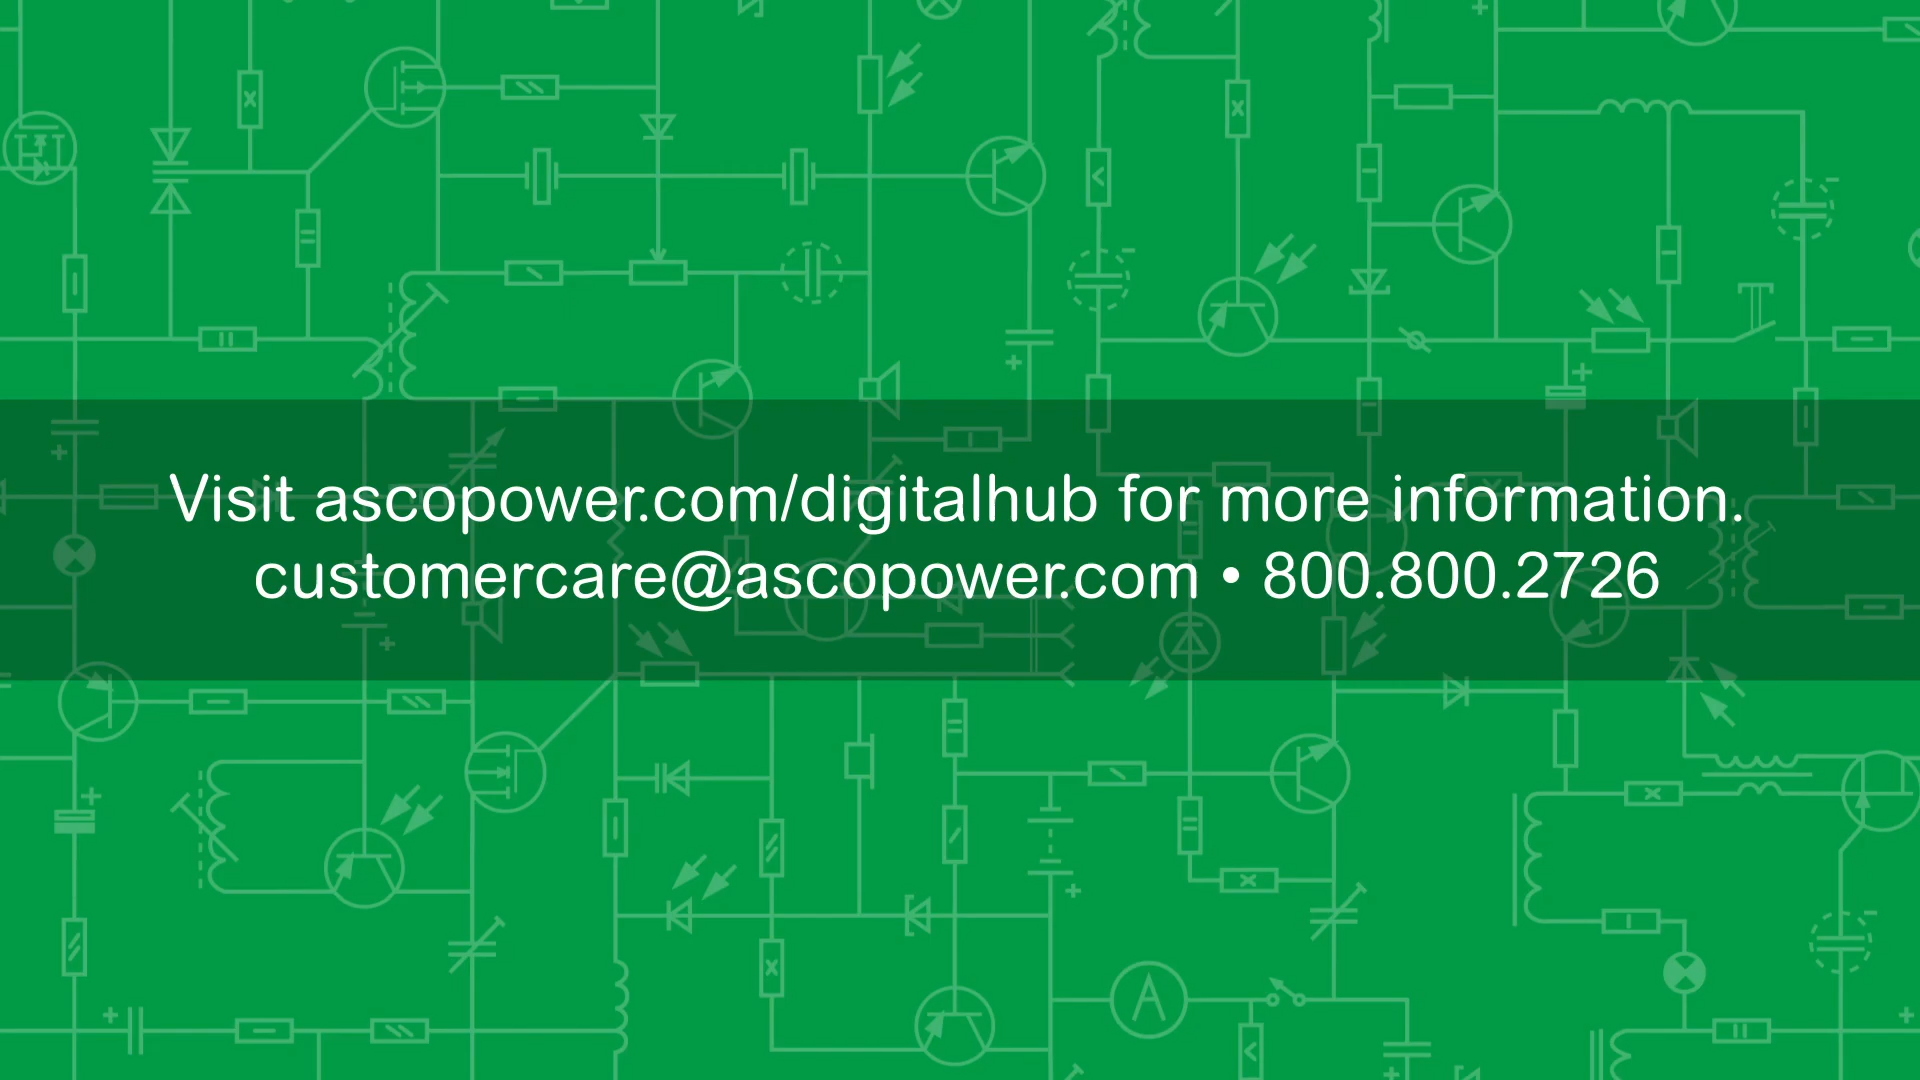 Visit ascopower.com/digitalhub for more information.
customercare@ascopower.com • 800.800.2726
A